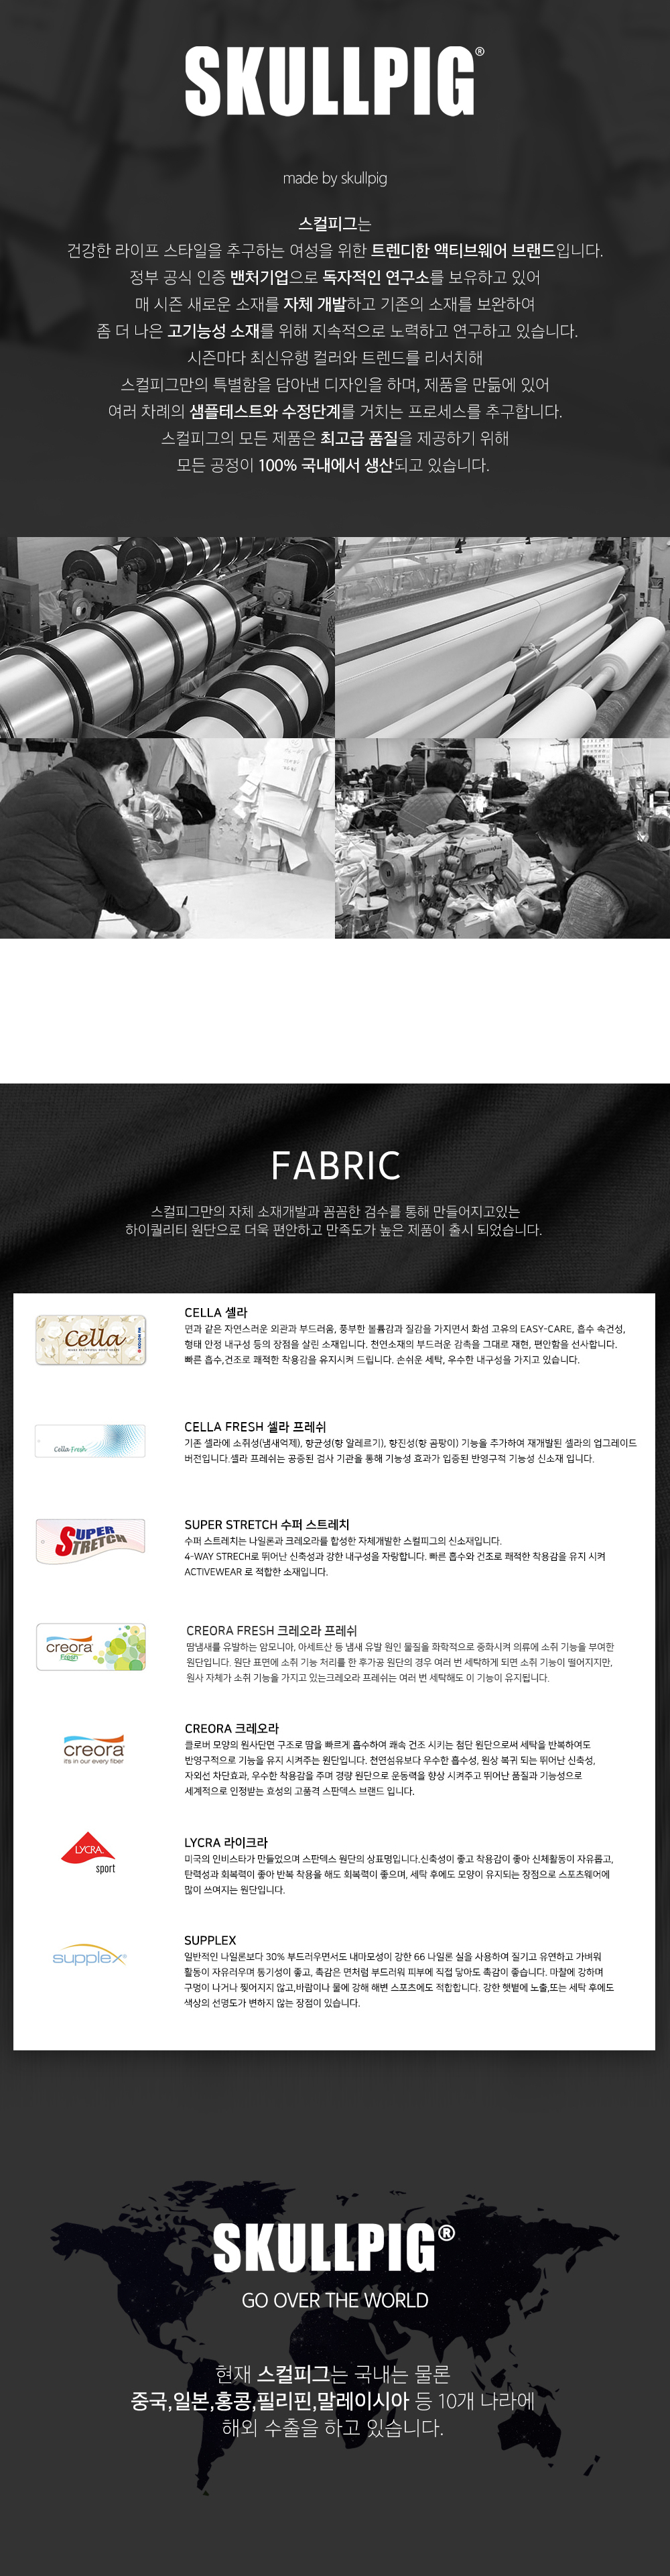 SKULLPIG®
made by skullpig
스컬피그는
건강한 라이프 스타일을 추구하는 여성을 위한 트렌디한 액티브웨어 브랜드입니다.
정부 공식 인증 밴처기업으로 독자적인 연구소를 보유하고 있어
매 시즌 새로운 소재를 자체 개발하고 기존의 소재를 보완하여
좀 더 나은 고기능성 소재를 위해 지속적으로 노력하고 연구하고 있습니다.
시즌마다 최신유행 컬러와 트렌드를 리서치해
스컬피그만의 특별함을 담아낸 디자인을 하며, 제품을 만듦에 있어
여러 차례의 샘플테스트와 수정단계를 거치는 프로세스를 추구합니다.
스컬피그의 모든 제품은 최고급 품질을 제공하기 위해
모든 공정이 100% 국내에서 생산되고 있습니다.
FABRIC
스컬피그만의 자체 소재개발과 꼼꼼한 검수를 통해 만들어지고있는
하이퀄리티 원단으로 더욱 편안하고 만족도가 높은 제품이 출시 되었습니다.
Cella
CELLA 셀라
면과 같은 자연스러운 외관과 부드러움, 풍부한 볼륨감과 질감을 가지면서 화섬 고유의 EASY-CARE, 흡수 속건성,
형태 안정 내구성 등의 장점을 살린 소재입니다. 천연소재의 부드러운 감촉을 그대로 재현, 편안함을 선사합니다.
빠른 흡수,건조로 쾌적한 착용감을 유지시켜 드립니다. 손쉬운 세탁, 우수한 내구성을 가지고 있습니다.
Cella Fresh
CELLA FRESH 셀라 프레쉬
기존 셀라에 소취성(냄새억제), 항균성(항 알레르기), 항진성(항 곰팡이) 기능을 추가하여 재개발된 셀라의 업그레이드
버전입니다.셀라 프레쉬는 공증된 검사 기관을 통해 기능성 효과가 입증된 반영구적 기능성 신소재 입니다.
SUPER STRETCH
SUPER STRETCH 수퍼 스트레치
수퍼 스트레치는 나일론과 크레오라를 합성한 자체개발한 스컬피그의 신소재입니다.
4-WAY STRECH로 뛰어난 신축성과 강한 내구성을 자랑합니다. 빠른 흡수와 건조로 쾌적한 착용감을 유지 시켜
ACTIVEWEAR 로 적합한 소재입니다.
creora Fresh
CREORA FRESH 크레오라 프레쉬
땀냄새를 유발하는 암모니아, 아세트산 등 냄새 유발 원인 물질을 화학적으로 중화시켜 의류에 소취 기능을 부여한
원단입니다. 원단 표면에 소취 기능 처리를 한 후가공 원단의 경우 여러 번 세탁하게 되면 소취 기능이 떨어지지만,
원사 자체가 소취 기능을 가지고 있는크레오라 프레쉬는 여러 번 세탁해도 이 기능이 유지됩니다.
creora®
it's in our every fiber
CREORA 크레오라
클로버 모양의 원사단면 구조로 땀을 빠르게 흡수하여 쾌속 건조 시키는 첨단 원단으로써 세탁을 반복하여도
반영구적으로 기능을 유지 시켜주는 원단입니다. 천연섬유보다 우수한 흡수성, 원상 복귀 되는 뛰어난 신축성,
자외선 차단효과, 우수한 착용감을 주며 경량 원단으로 운동력을 향상 시켜주고 뛰어난 품질과 기능성으로
세계적으로 인정받는 효성의 고품격 스판덱스 브랜드 입니다.
LYCRA
sport
LYCRA 라이크라
미국의 인비스타가 만들었으며 스판덱스 원단의 상표명입니다.신축성이 좋고 착용감이 좋아 신체활동이 자유롭고,
탄력성과 회복력이 좋아 반복 착용을 해도 회복력이 좋으며, 세탁 후에도 모양이 유지되는 장점으로 스포츠웨어에
많이 쓰여지는 원단입니다.
supplex®
SUPPLEX
일반적인 나일론보다 30% 부드러우면서도 내마모성이 강한 66 나일론 실을 사용하여 질기고 유연하고 가벼워
활동이 자유러우며 통기성이 좋고, 촉감은 면처럼 부드러워 피부에 직접 닿아도 촉감이 좋습니다. 마찰에 강하며
구멍이 나거나 찢어지지 않고,바람이나 물에 강해 해변 스포츠에도 적합합니다. 강한 햇볕에 노출,또는 세탁 후에도
색상의 선명도가 변하지 않는 장점이 있습니다.
SKULLPIG®
GO OVER THE WORLD
현재 스컬피그는 국내는 물론
중국,일본,홍콩,필리핀,말레이시아 등 10개 나라에
해외 수출을 하고 있습니다.